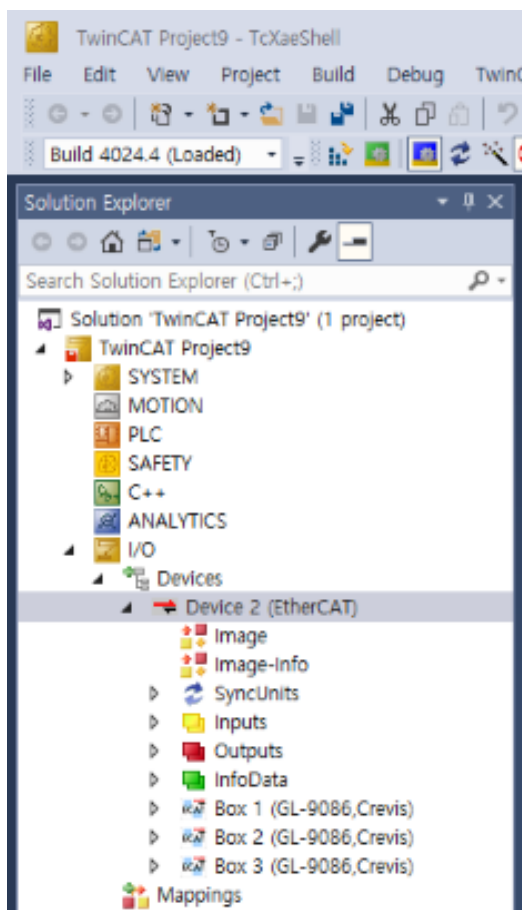 TwinCAT Project9 - TcXaeShell
File Edit View Project Build Debug
Build 4024.4 (Loaded)
Solution Explorer
Search Solution Explorer (Ctrl+;)
Solution 'TwinCAT Project9' (1 project)
TwinCAT Project9
SYSTEM
MOTION
PLC
SAFETY
C++
ANALYTICS
I/O
Devices
Device 2 (EtherCAT)
Image
Image-Info
SyncUnits
Inputs
Outputs
InfoData
Box 1 (GL-9086,Crevis)
Box 2 (GL-9086,Crevis)
Box 3 (GL-9086,Crevis)
Mappings